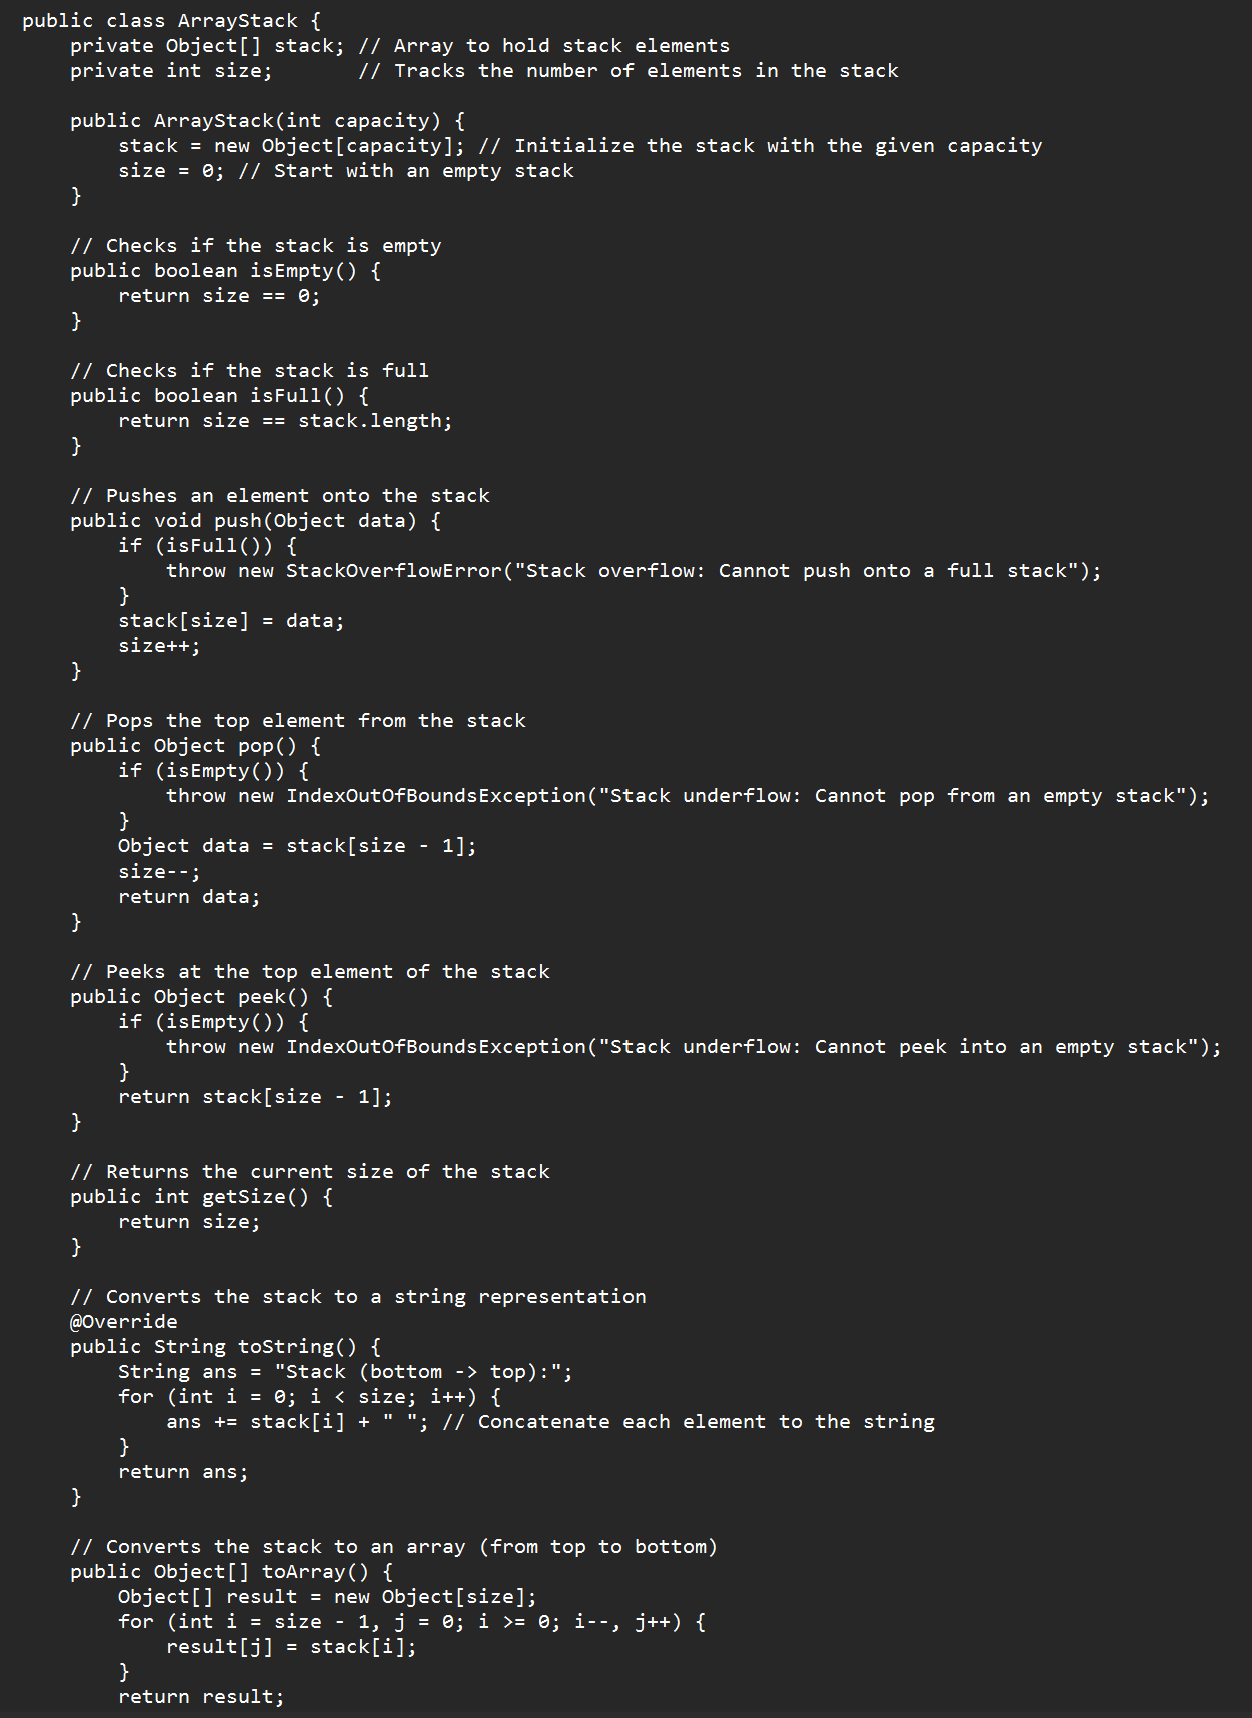 public class ArrayStack {
    private Object[] stack; // Array to hold stack elements
    private int size;       // Tracks the number of elements in the stack

    public ArrayStack(int capacity) {
        stack = new Object[capacity]; // Initialize the stack with the given capacity
        size = 0; // Start with an empty stack
    }

    // Checks if the stack is empty
    public boolean isEmpty() {
        return size == 0;
    }

    // Checks if the stack is full
    public boolean isFull() {
        return size == stack.length;
    }

    // Pushes an element onto the stack
    public void push(Object data) {
        if (isFull()) {
            throw new StackOverflowError("Stack overflow: Cannot push onto a full stack");
        }
        stack[size] = data;
        size++;
    }

    // Pops the top element from the stack
    public Object pop() {
        if (isEmpty()) {
            throw new IndexOutOfBoundsException("Stack underflow: Cannot pop from an empty stack");
        }
        Object data = stack[size - 1];
        size--;
        return data;
    }

    // Peeks at the top element of the stack
    public Object peek() {
        if (isEmpty()) {
            throw new IndexOutOfBoundsException("Stack underflow: Cannot peek into an empty stack");
        }
        return stack[size - 1];
    }

    // Returns the current size of the stack
    public int getSize() {
        return size;
    }

    // Converts the stack to a string representation
    @Override
    public String toString() {
        String ans = "Stack (bottom -> top):";
        for (int i = 0; i < size; i++) {
            ans += stack[i] + " "; // Concatenate each element to the string
        }
        return ans;
    }

    // Converts the stack to an array (from top to bottom)
    public Object[] toArray() {
        Object[] result = new Object[size];
        for (int i = size - 1, j = 0; i >= 0; i--, j++) {
            result[j] = stack[i];
        }
        return result;